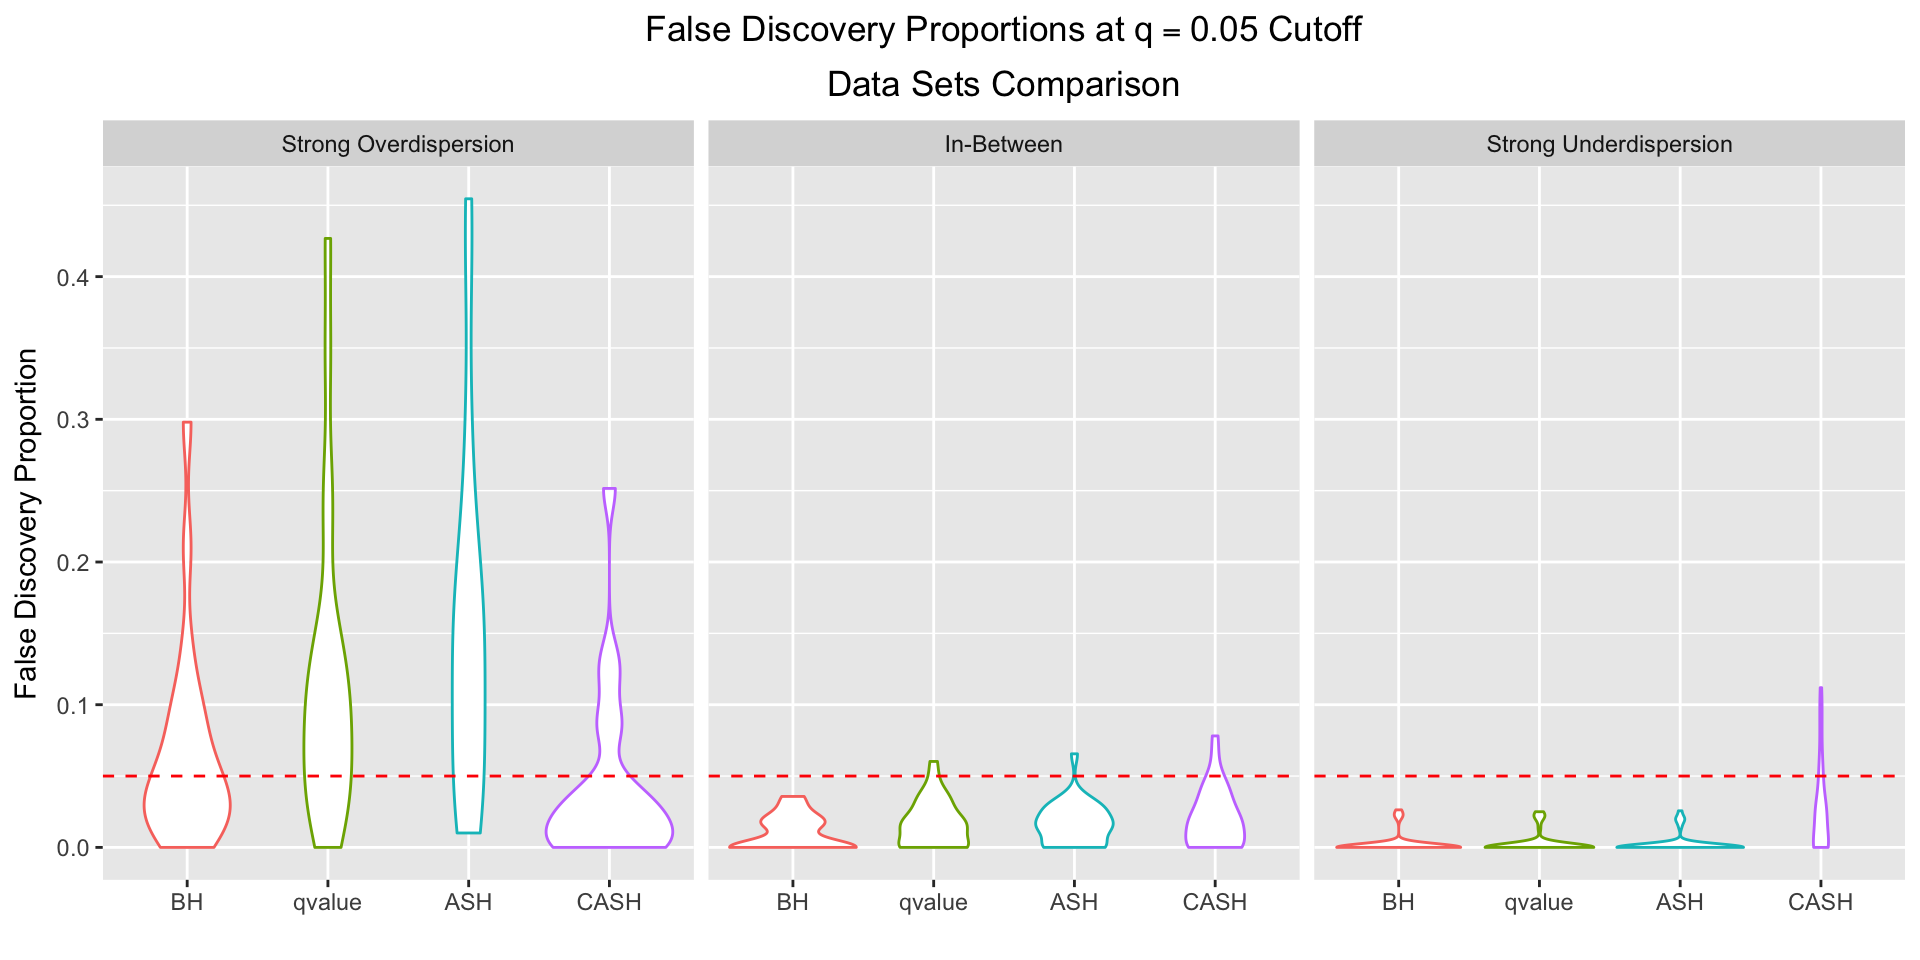 False Discovery Proportions at q = 0.05 Cutoff
Data Sets Comparison
Strong Overdispersion
In-Between
Strong Underdispersion
False Discovery Proportion
0.4
0.3
0.2
0.1
0.0
BH qvalue ASH CASH
BH qvalue ASH CASH
BH qvalue ASH CASH